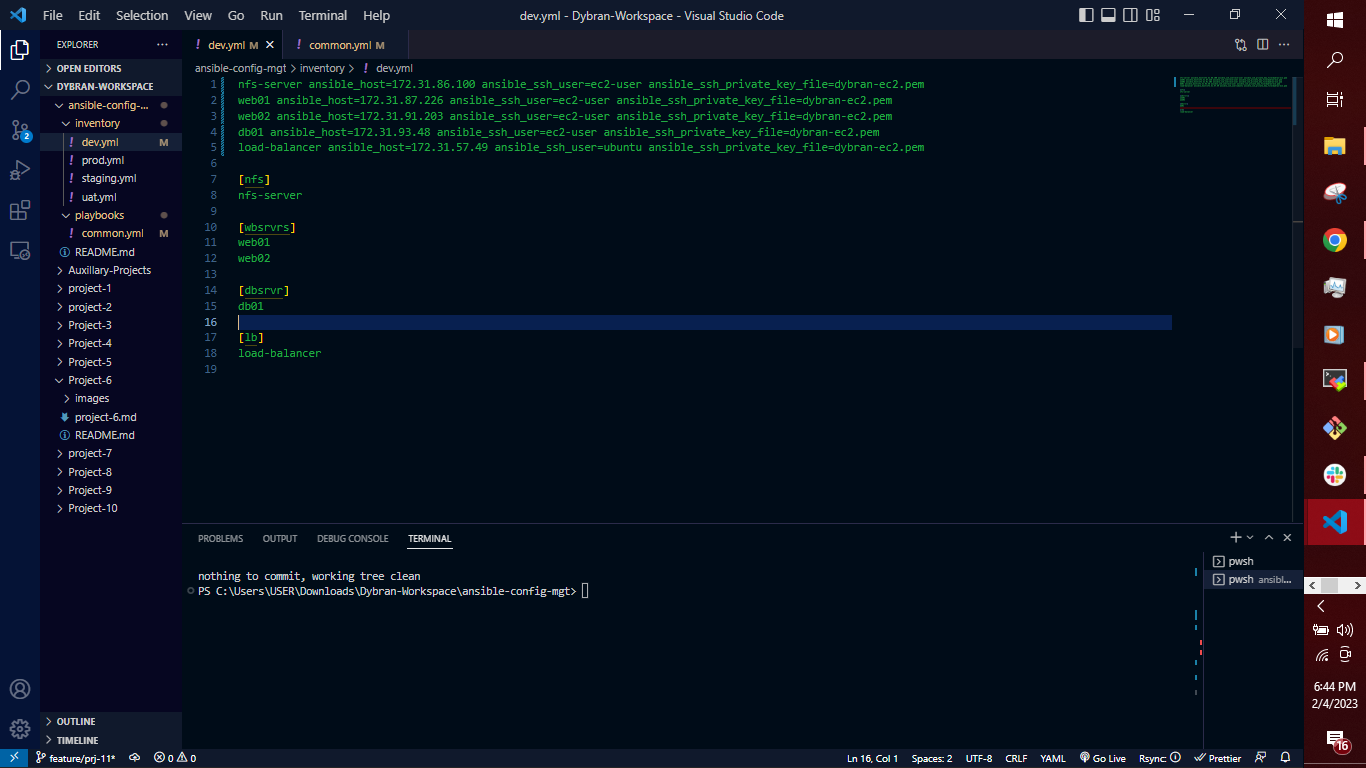 File Edit Selection View Go Run Terminal Help
dev.yml - Dybran-Workspace - Visual Studio Code
EXPLORER
OPEN EDITORS
DYBRAN-WORKSPACE
ansible-config-...
inventory
dev.yml M
prod.yml
staging.yml
uat.yml
playbooks
common.yml M
README.md
Auxillary-Projects
project-1
project-2
Project-3
Project-4
Project-5
Project-6
images
project-6.md
README.md
project-7
Project-8
Project-9
Project-10
OUTLINE
TIMELINE
2
! dev.yml M
! common.yml M
ansible-config-mgt > inventory > ! dev.yml
1 nfs-server ansible_host=172.31.86.100 ansible_ssh_user=ec2-user ansible_ssh_private_key_file=dybran-ec2.pem
2 web01 ansible_host=172.31.87.226 ansible_ssh_user=ec2-user ansible_ssh_private_key_file=dybran-ec2.pem
3 web02 ansible_host=172.31.91.203 ansible_ssh_user=ec2-user ansible_ssh_private_key_file=dybran-ec2.pem
4 db01 ansible_host=172.31.93.48 ansible_ssh_user=ec2-user ansible_ssh_private_key_file=dybran-ec2.pem
5 load-balancer ansible_host=172.31.57.49 ansible_ssh_user=ubuntu ansible_ssh_private_key_file=dybran-ec2.pem
6
7 [nfs]
8 nfs-server
9
10 [wbsrvrs]
11 web01
12 web02
13
14 [dbsrvr]
15 db01
16
17 [lb]
18 load-balancer
19
PROBLEMS OUTPUT DEBUG CONSOLE TERMINAL
nothing to commit, working tree clean
PS C:\Users\USER\Downloads\Dybran-Workspace\ansible-config-mgt>
pwsh
pwsh ansibl...
feature/prj-11* 0 0
Ln 16, Col 1 Spaces: 2 UTF-8 CRLF YAML Go Live Rsync: Prettier
6:44 PM
2/4/2023
16